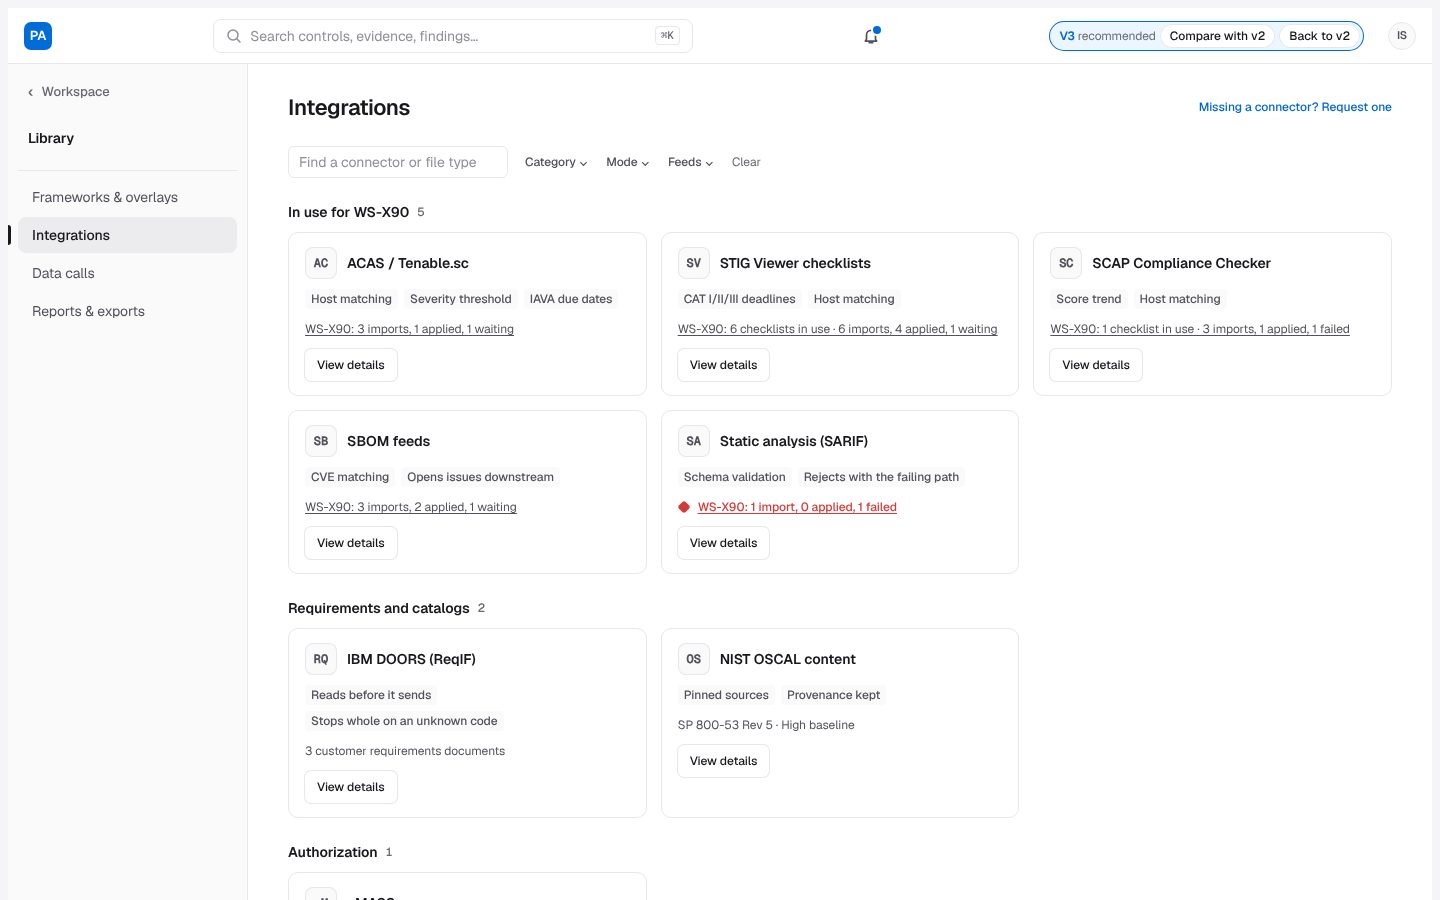 PA
Search controls, evidence, findings... ⌘K
V3 recommended Compare with v2 Back to v2
IS
‹ Workspace
Library
Frameworks & overlays
Integrations
Data calls
Reports & exports
Integrations
Missing a connector? Request one
Find a connector or file type
Category Mode Feeds Clear
In use for WS-X90 5
AC ACAS / Tenable.sc
Host matching Severity threshold IAVA due dates
WS-X90: 3 imports, 1 applied, 1 waiting
View details
SV STIG Viewer checklists
CAT I/II/III deadlines Host matching
WS-X90: 6 checklists in use · 6 imports, 4 applied, 1 waiting
View details
SC SCAP Compliance Checker
Score trend Host matching
WS-X90: 1 checklist in use · 3 imports, 1 applied, 1 failed
View details
SB SBOM feeds
CVE matching Opens issues downstream
WS-X90: 3 imports, 2 applied, 1 waiting
View details
SA Static analysis (SARIF)
Schema validation Rejects with the failing path
WS-X90: 1 import, 0 applied, 1 failed
View details
Requirements and catalogs 2
RQ IBM DOORS (ReqIF)
Reads before it sends
Stops whole on an unknown code
3 customer requirements documents
View details
OS NIST OSCAL content
Pinned sources Provenance kept
SP 800-53 Rev 5 · High baseline
View details
Authorization 1